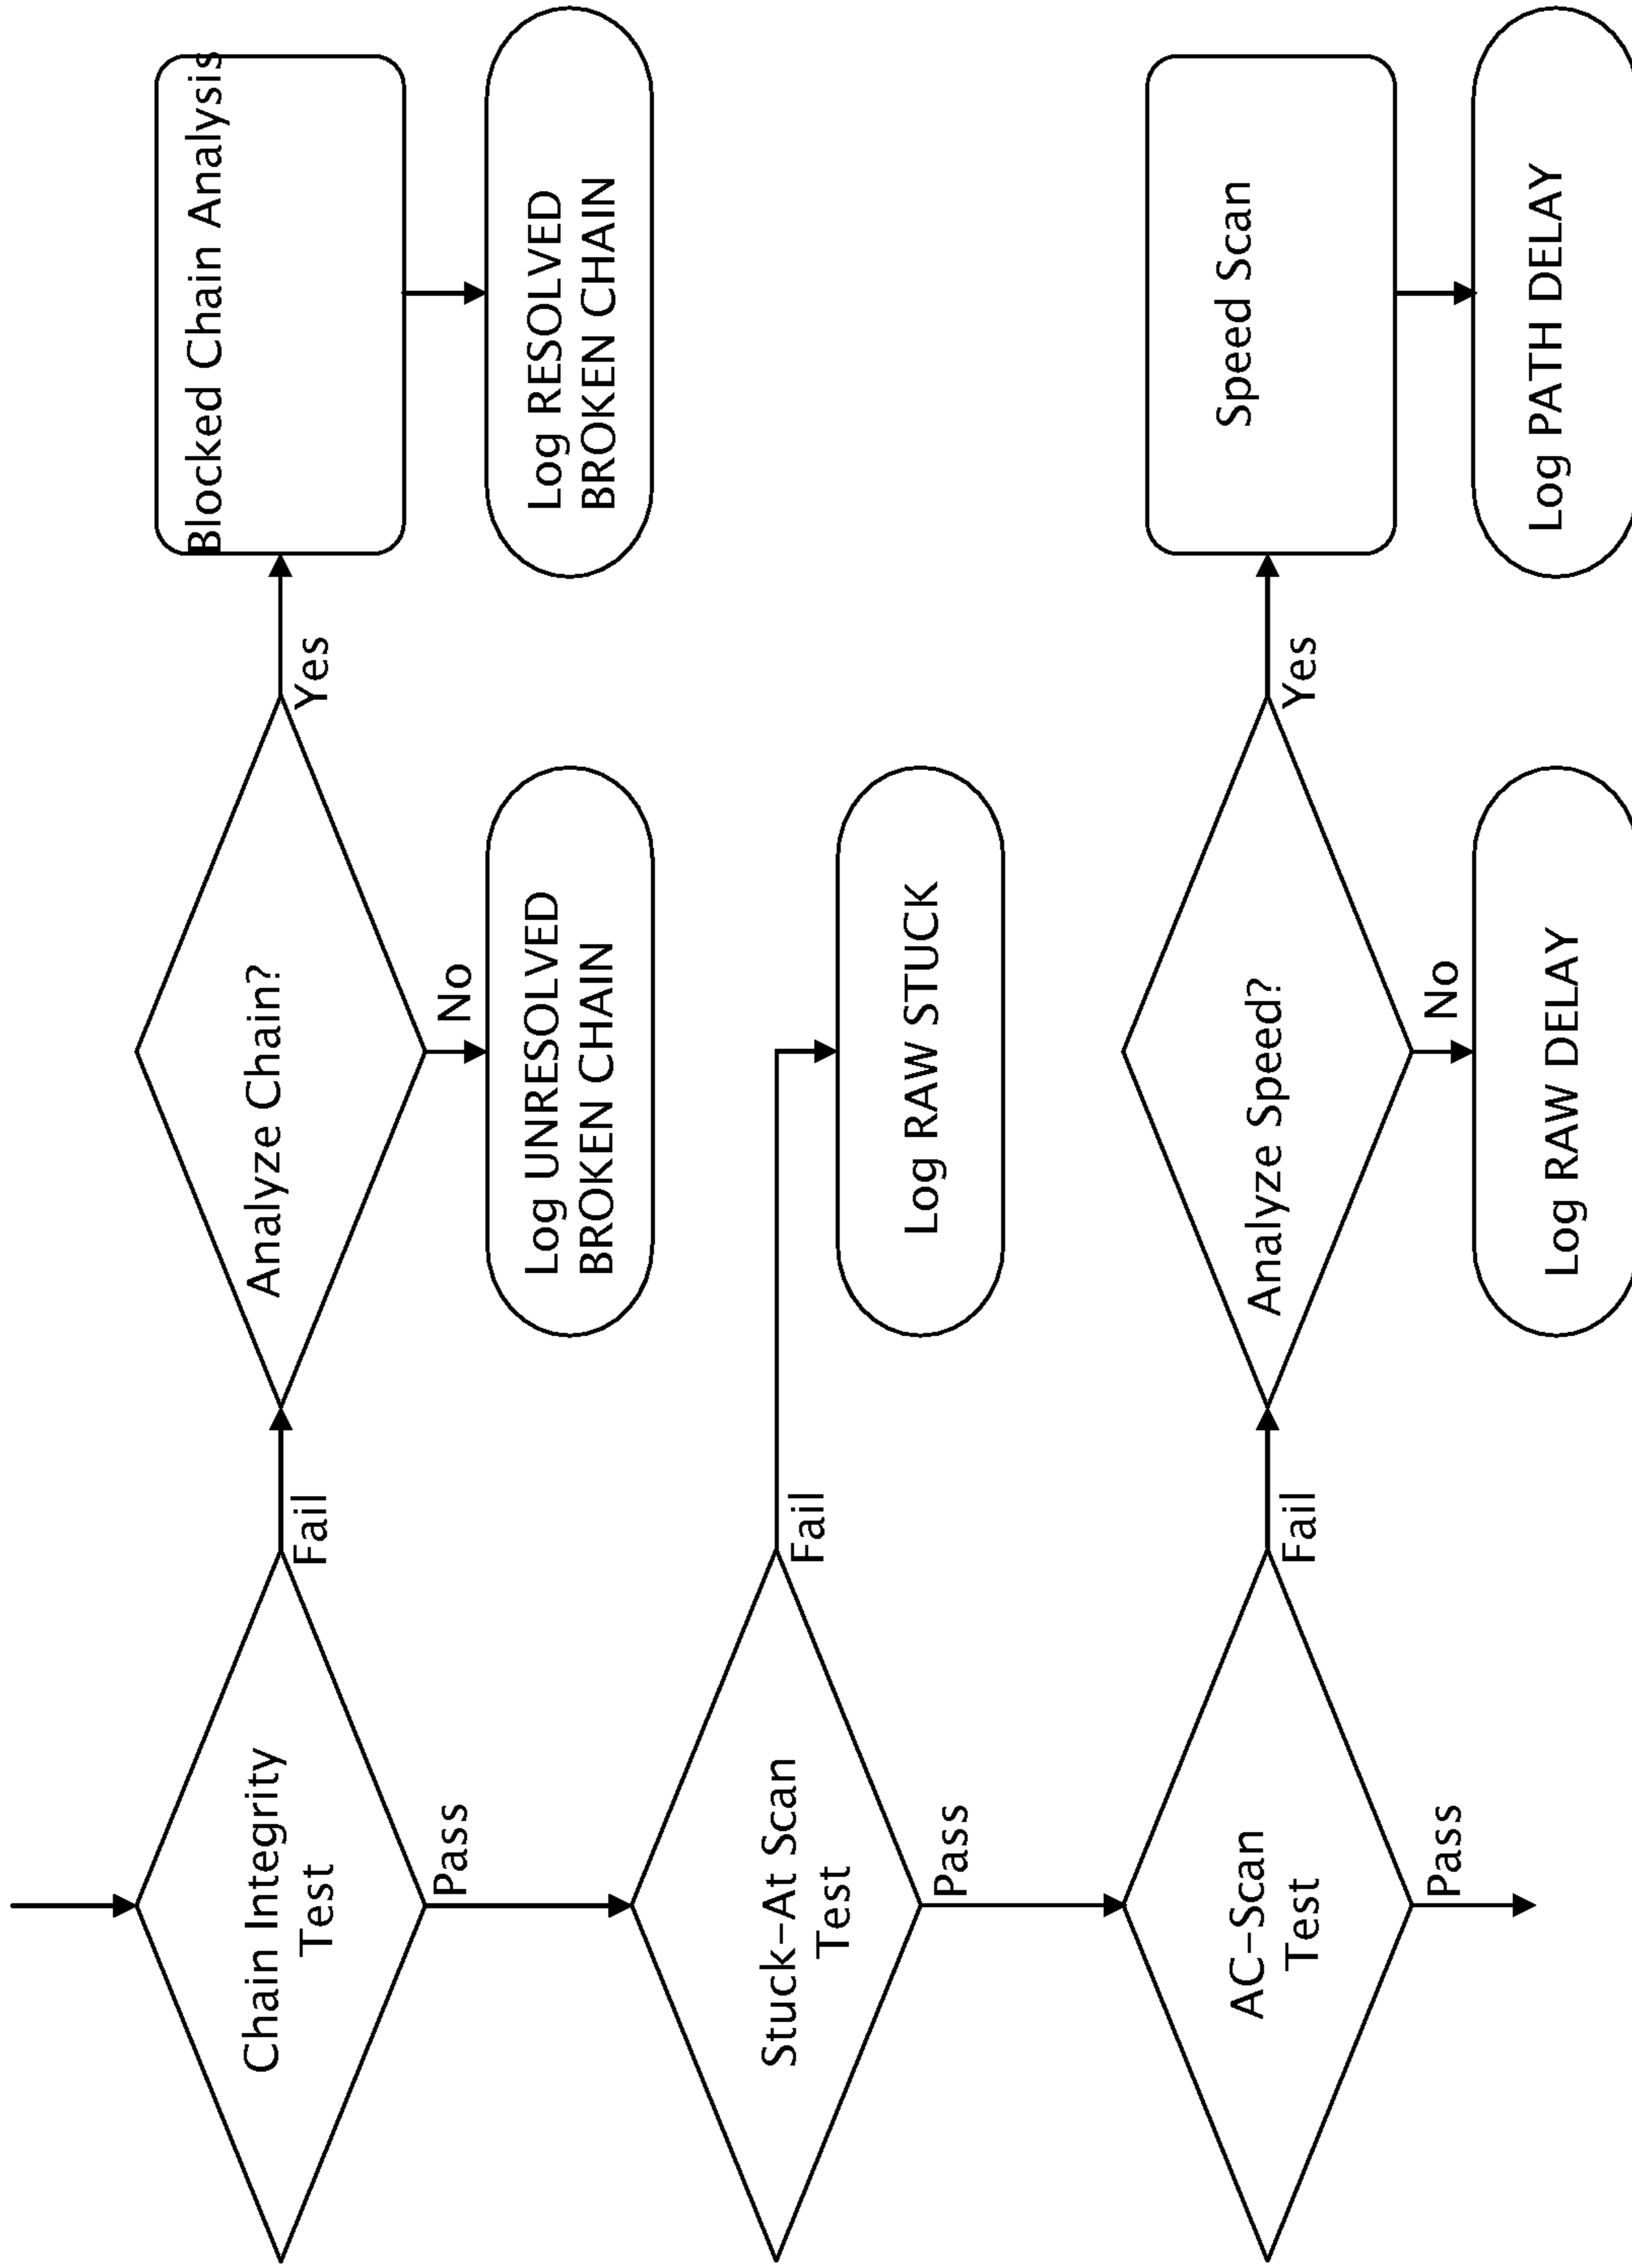 Chain Integrity
Test
Fail
Analyze Chain?
Yes
Blocked Chain Analysis
Pass
No
Log UNRESOLVED
BROKEN CHAIN
Log RESOLVED
BROKEN CHAIN
Stuck-At Scan
Test
Fail
Log RAW STUCK
Pass
AC-Scan
Test
Fail
Analyze Speed?
Yes
Speed Scan
Pass
No
Log RAW DELAY
Log PATH DELAY